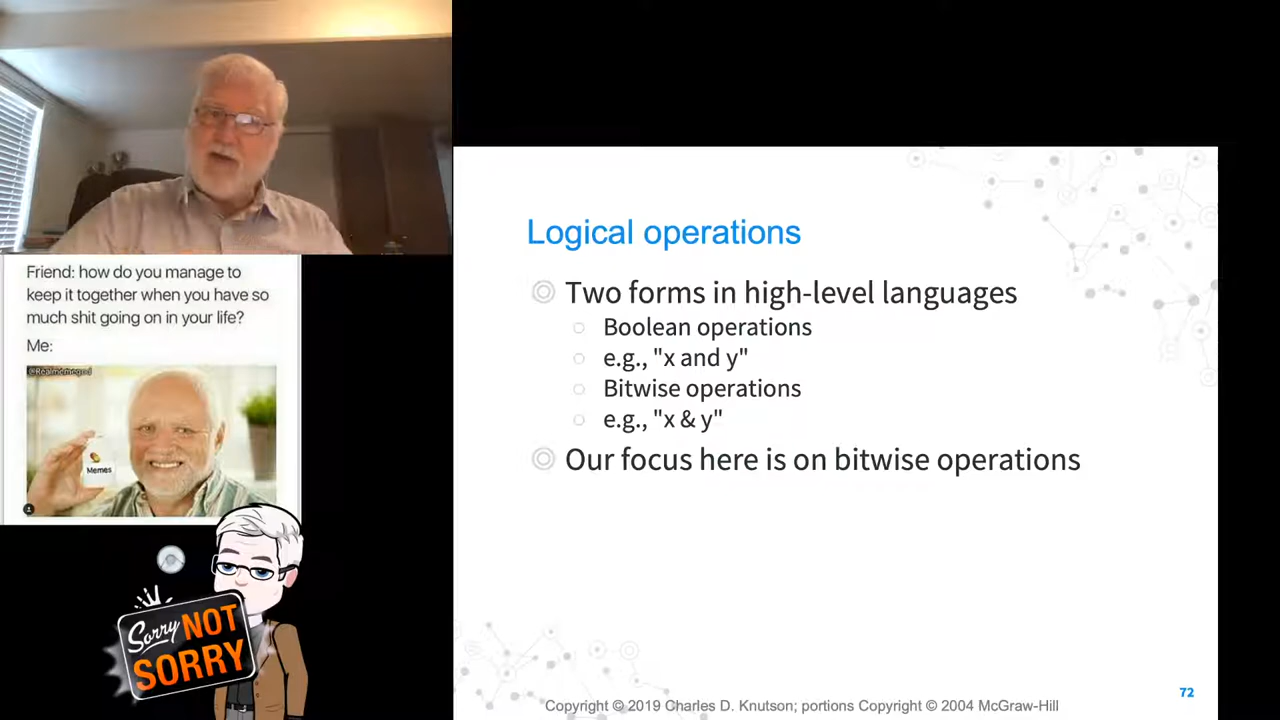 Friend: how do you manage to
keep it together when you have so
much shit going on in your life?
Me:
@Realmemegod
Memes
Sorry NOT
SORRY
Logical operations
Two forms in high-level languages
Boolean operations
e.g., "x and y"
Bitwise operations
e.g., "x & y"
Our focus here is on bitwise operations
72
Copyright © 2019 Charles D. Knutson; portions Copyright © 2004 McGraw-Hill